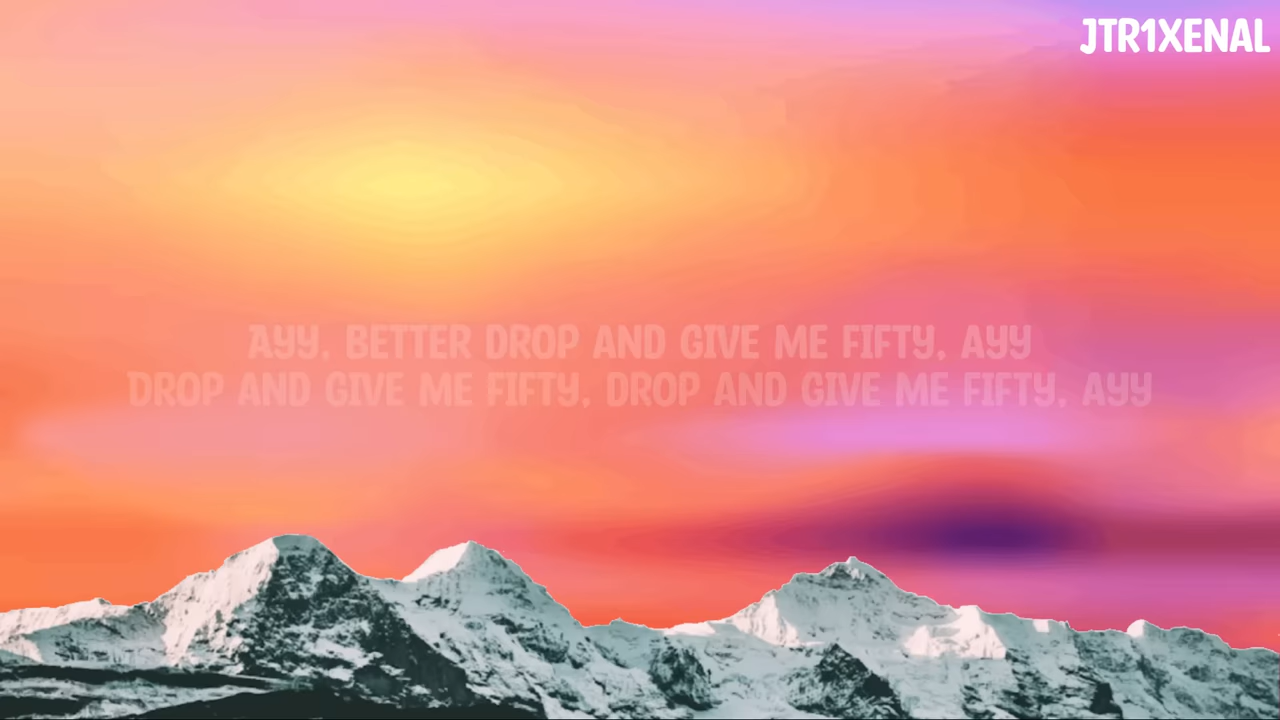 JTR1XENAL
AYY, BETTER DROP AND GIVE ME FIFTY, AYY
DROP AND GIVE ME FIFTY, DROP AND GIVE ME FIFTY, AYY